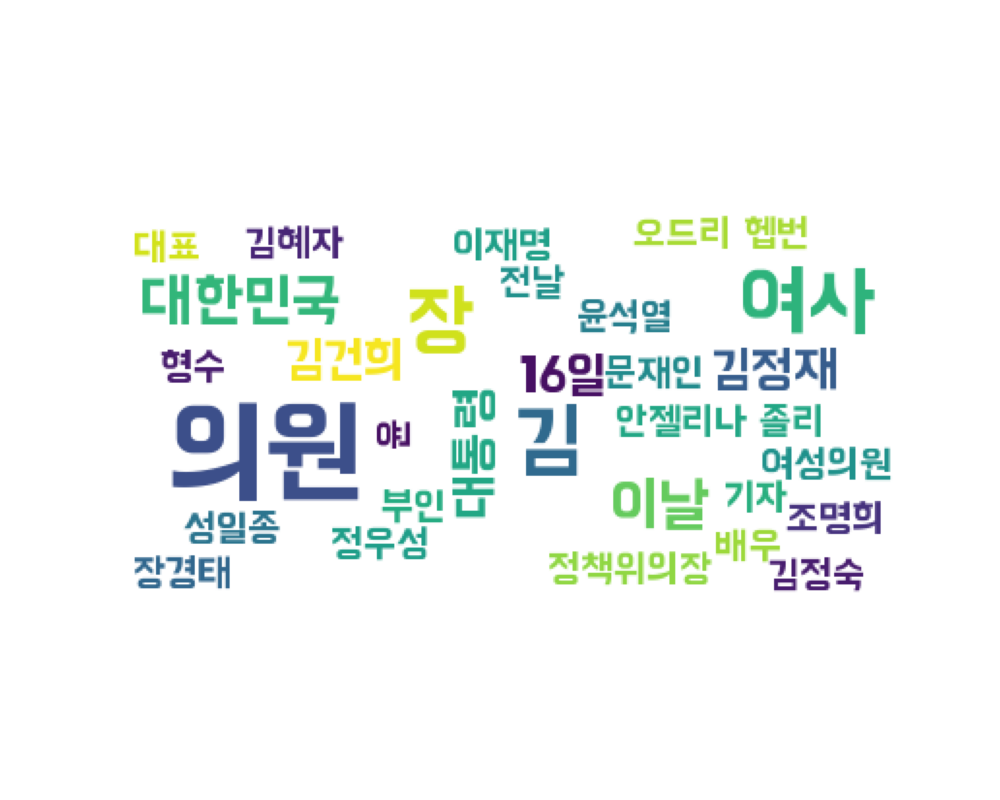 오드리 헵번
대표
김혜자
이재명
전날
대한민국
장
윤석열
여사
형수
김건희
16일
문재인
김정재
의원
대통령
김
안젤리나 졸리
여성의원
부인
이날
기자
조명희
성일종
정우성
배우
장경태
정책위의장
김정숙